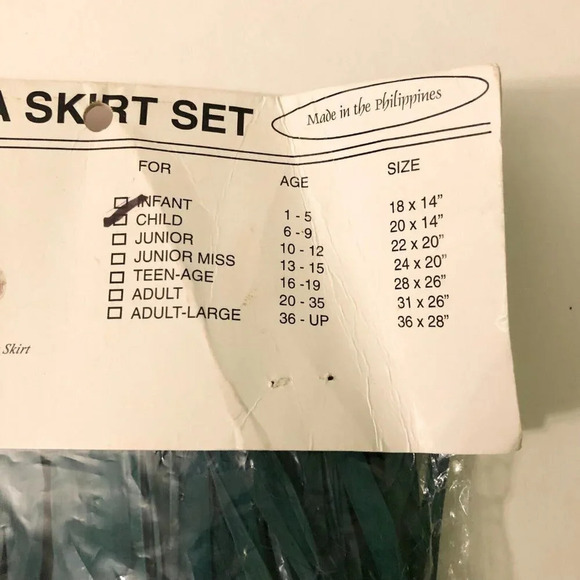 A SKIRT SET
Made in the Philippines
FOR AGE SIZE
INFANT 1 - 5 18 x 14"
CHILD 6 - 9 20 x 14"
JUNIOR 10 - 12 22 x 20"
JUNIOR MISS 13 - 15 24 x 20"
TEEN-AGE 16 -19 28 x 26"
ADULT 20 - 35 31 x 26"
ADULT-LARGE 36 - UP 36 x 28"
Skirt